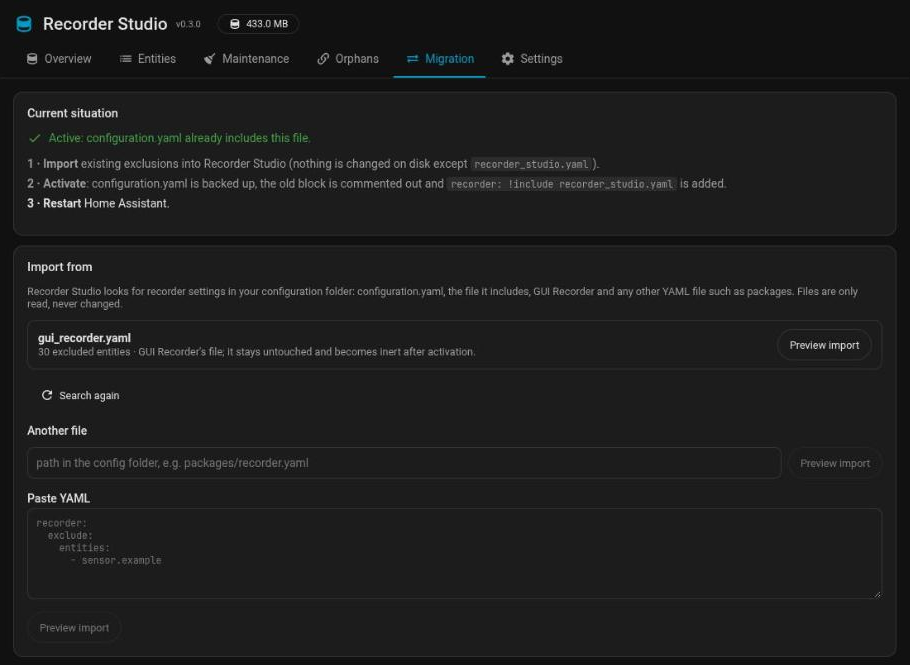 Recorder Studio v0.3.0 433.0 MB
Overview Entities Maintenance Orphans Migration Settings
Current situation
Active: configuration.yaml already includes this file.
1 · Import existing exclusions into Recorder Studio (nothing is changed on disk except recorder_studio.yaml).
2 · Activate: configuration.yaml is backed up, the old block is commented out and recorder: !include recorder_studio.yaml is added.
3 · Restart Home Assistant.
Import from
Recorder Studio looks for recorder settings in your configuration folder: configuration.yaml, the file it includes, GUI Recorder and any other YAML file such as packages. Files are only
read, never changed.
gui_recorder.yaml
30 excluded entities · GUI Recorder's file; it stays untouched and becomes inert after activation.
Preview import
Search again
Another file
path in the config folder, e.g. packages/recorder.yaml
Preview import
Paste YAML
recorder:
  exclude:
    entities:
      - sensor.example
Preview import